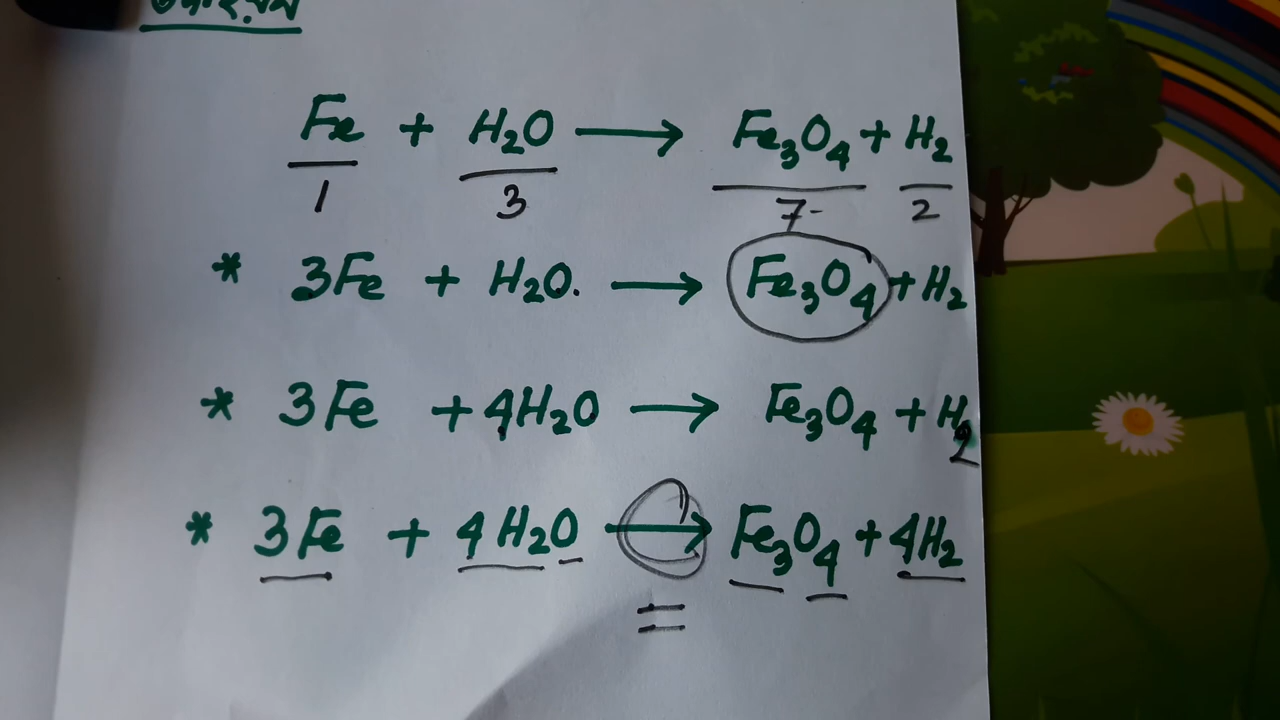 Fe + H₂O ⟶ Fe₃O₄ + H₂
1 3 7 2
* 3Fe + H₂O. ⟶ Fe₃O₄ + H₂
* 3Fe + 4H₂O ⟶ Fe₃O₄ + H₂
* 3Fe + 4H₂O ⟶ Fe₃O₄ + 4H₂
=